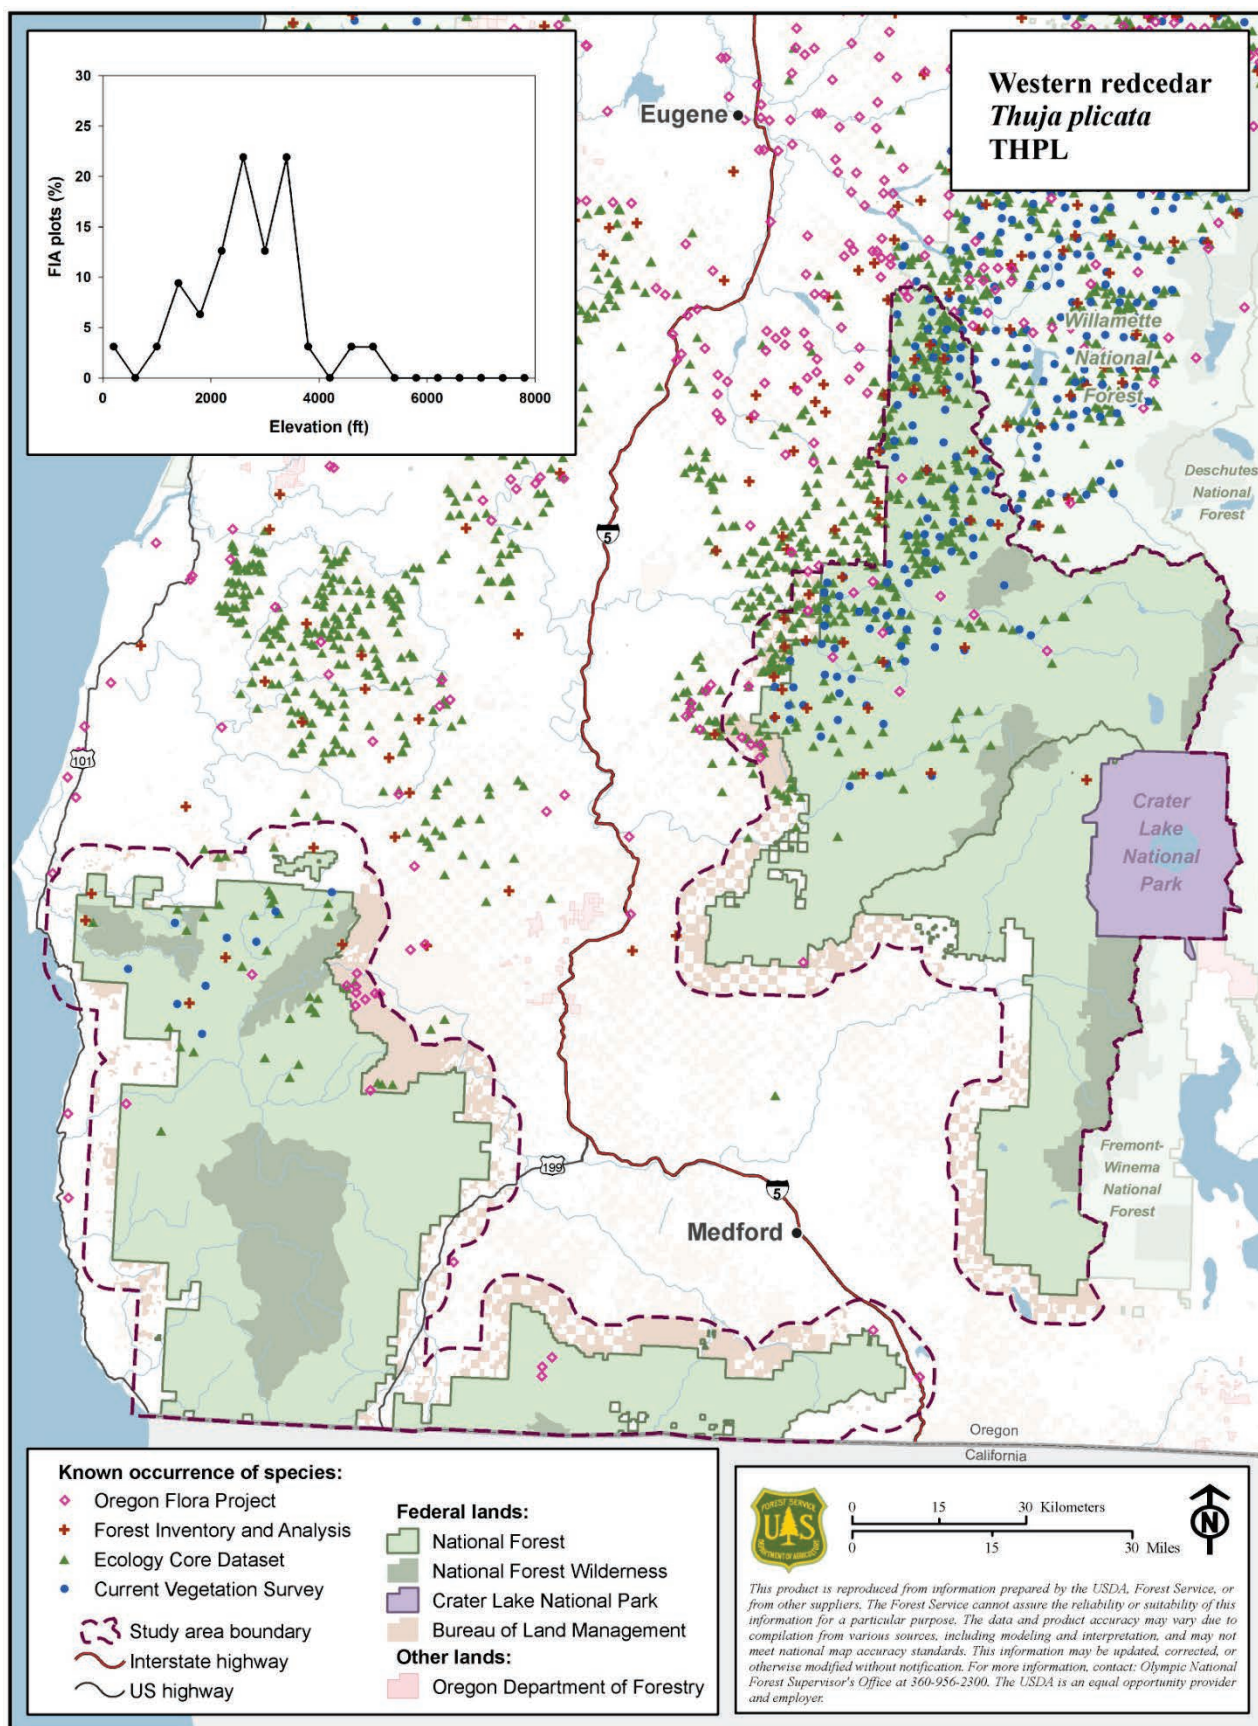 30
25
20
15
10
5
0
FIA plots (%)
0 2000 4000 6000 8000
Elevation (ft)
Western redcedar
Thuja plicata
THPL
Eugene
Willamette
National
Forest
Deschutes
National
Forest
5
101
Crater
Lake
National
Park
199
Fremont-
Winema
National
Forest
5
Medford
Oregon
California
Known occurrence of species:
Oregon Flora Project
Forest Inventory and Analysis
Ecology Core Dataset
Current Vegetation Survey
Study area boundary
Interstate highway
US highway
Federal lands:
National Forest
National Forest Wilderness
Crater Lake National Park
Bureau of Land Management
Other lands:
Oregon Department of Forestry
FOREST SERVICE
U S
DEPARTMENT OF AGRICULTURE
0 15 30 Kilometers
0 15 30 Miles
N
This product is reproduced from information prepared by the USDA, Forest Service, or
from other suppliers. The Forest Service cannot assure the reliability or suitability of this
information for a particular purpose. The data and product accuracy may vary due to
compilation from various sources, including modeling and interpretation, and may not
meet national map accuracy standards. This information may be updated, corrected, or
otherwise modified without notification. For more information, contact: Olympic National
Forest Supervisor's Office at 360-956-2300. The USDA is an equal opportunity provider
and employer.